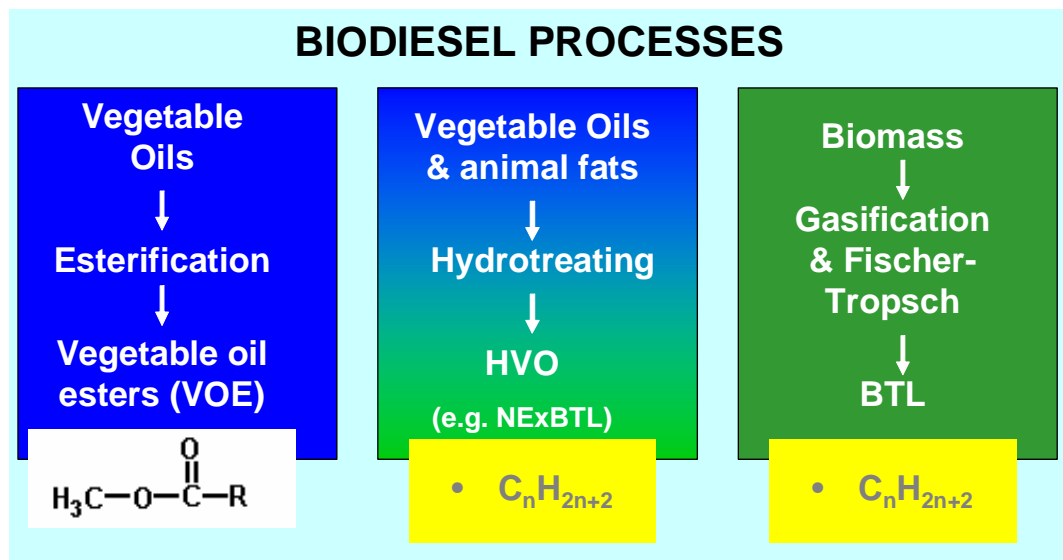 BIODIESEL PROCESSES
Vegetable
Oils
Esterification
Vegetable oil
esters (VOE)
O
H₃C–O–C–R
Vegetable Oils
& animal fats
Hydrotreating
HVO
(e.g. NExBTL)
• CₙH₂ₙ₊₂
Biomass
Gasification
& Fischer-
Tropsch
BTL
• CₙH₂ₙ₊₂